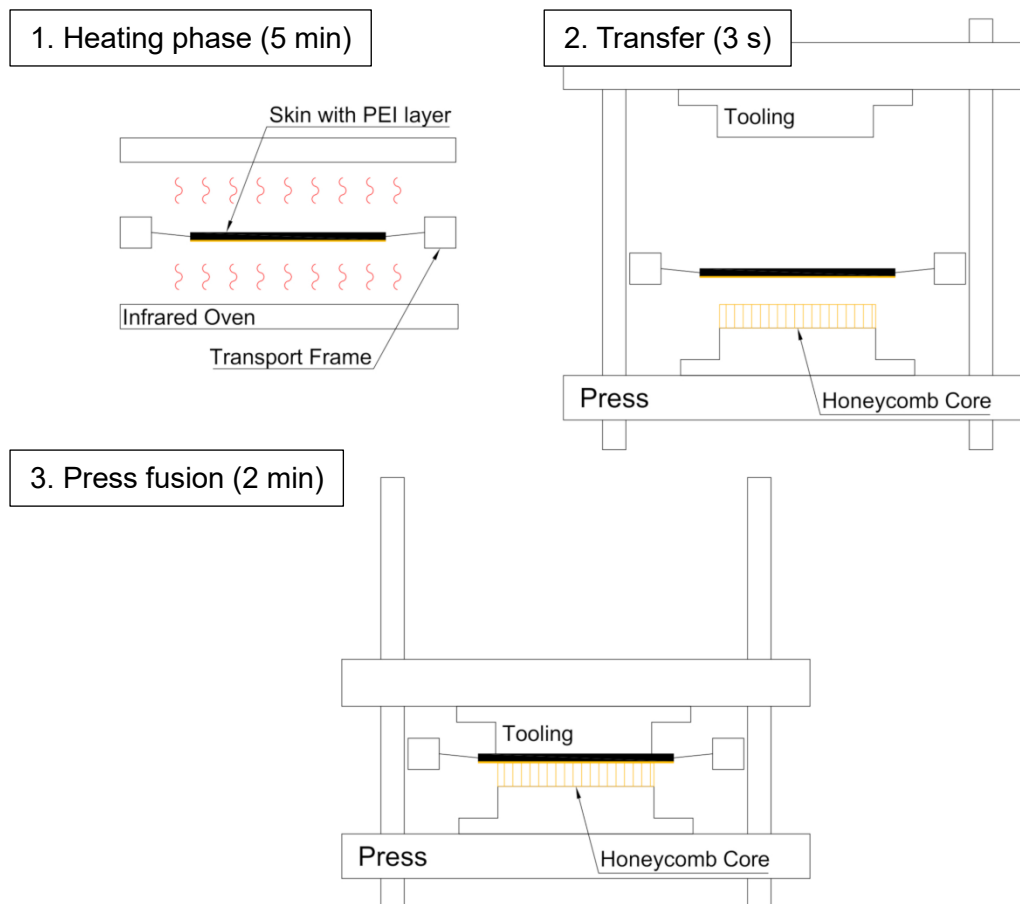 1. Heating phase (5 min)
Skin with PEI layer
Infrared Oven
Transport Frame
2. Transfer (3 s)
Tooling
Press
Honeycomb Core
3. Press fusion (2 min)
Tooling
Press
Honeycomb Core